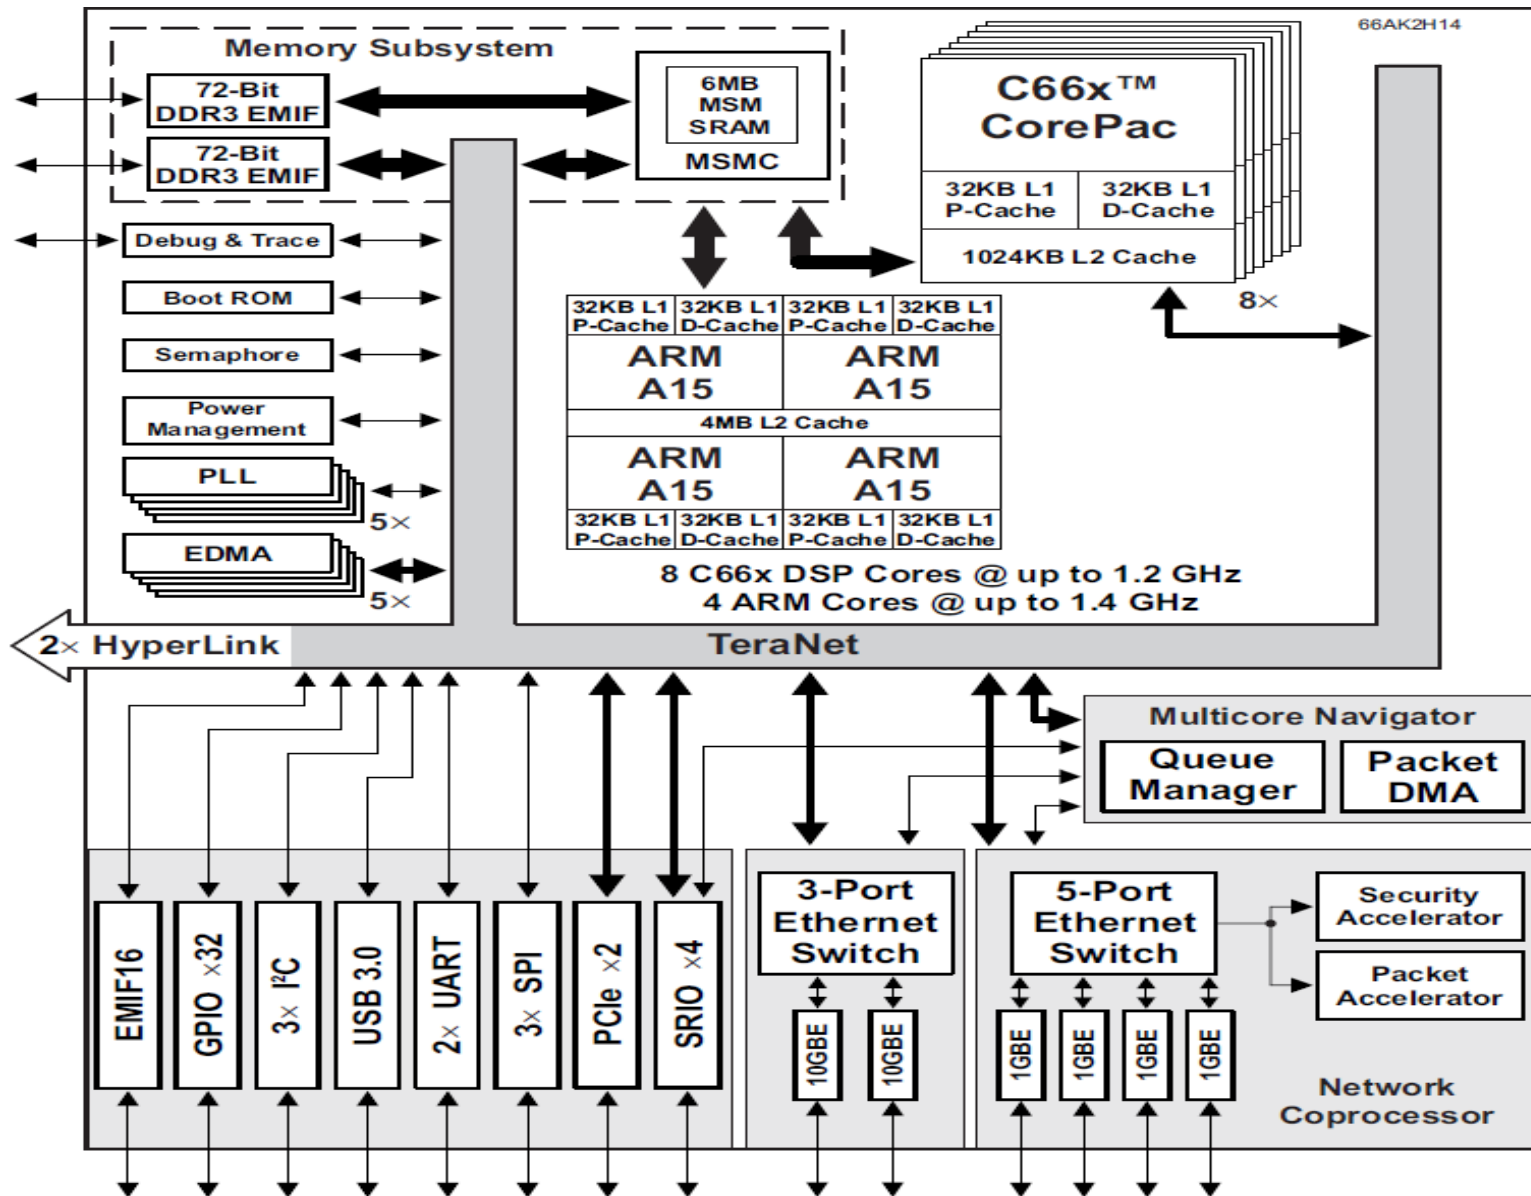 66AK2H14
Memory Subsystem
72-Bit
DDR3 EMIF
72-Bit
DDR3 EMIF
6MB
MSM
SRAM
MSMC
C66x™
CorePac
32KB L1
P-Cache
32KB L1
D-Cache
1024KB L2 Cache
8×
Debug & Trace
Boot ROM
Semaphore
Power
Management
PLL
5×
EDMA
5×
32KB L1
P-Cache
32KB L1
D-Cache
32KB L1
P-Cache
32KB L1
D-Cache
ARM
A15
ARM
A15
4MB L2 Cache
ARM
A15
ARM
A15
32KB L1
P-Cache
32KB L1
D-Cache
32KB L1
P-Cache
32KB L1
D-Cache
8 C66x DSP Cores @ up to 1.2 GHz
4 ARM Cores @ up to 1.4 GHz
2× HyperLink
TeraNet
Multicore Navigator
Queue
Manager
Packet
DMA
EMIF16
GPIO ×32
3× I²C
USB 3.0
2× UART
3× SPI
PCIe ×2
SRIO ×4
3-Port
Ethernet
Switch
10GBE
10GBE
5-Port
Ethernet
Switch
1GBE
1GBE
1GBE
1GBE
Security
Accelerator
Packet
Accelerator
Network
Coprocessor